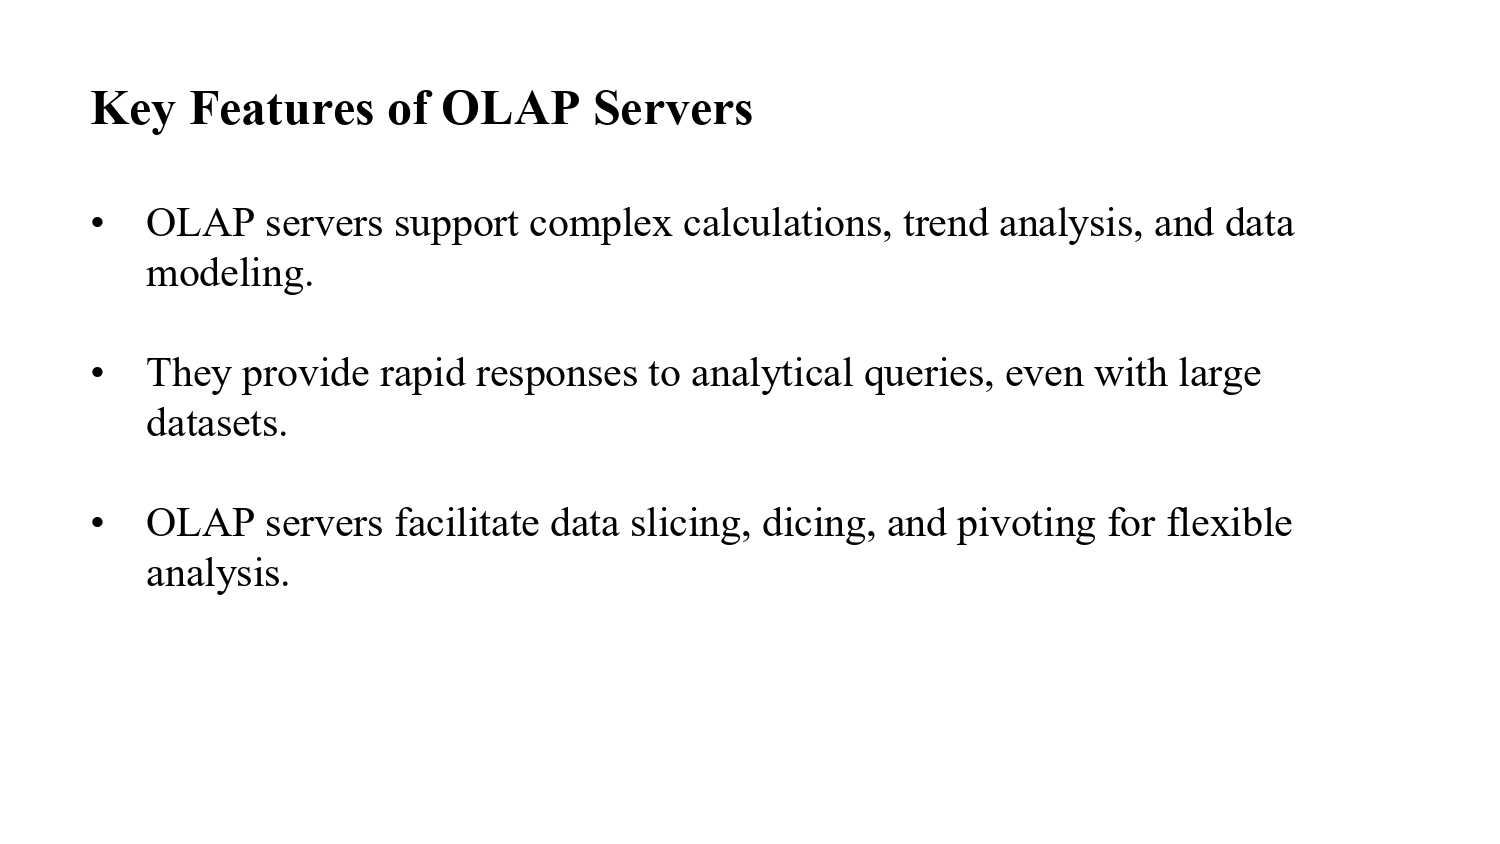 Key Features of OLAP Servers
• OLAP servers support complex calculations, trend analysis, and data
modeling.
• They provide rapid responses to analytical queries, even with large
datasets.
• OLAP servers facilitate data slicing, dicing, and pivoting for flexible
analysis.